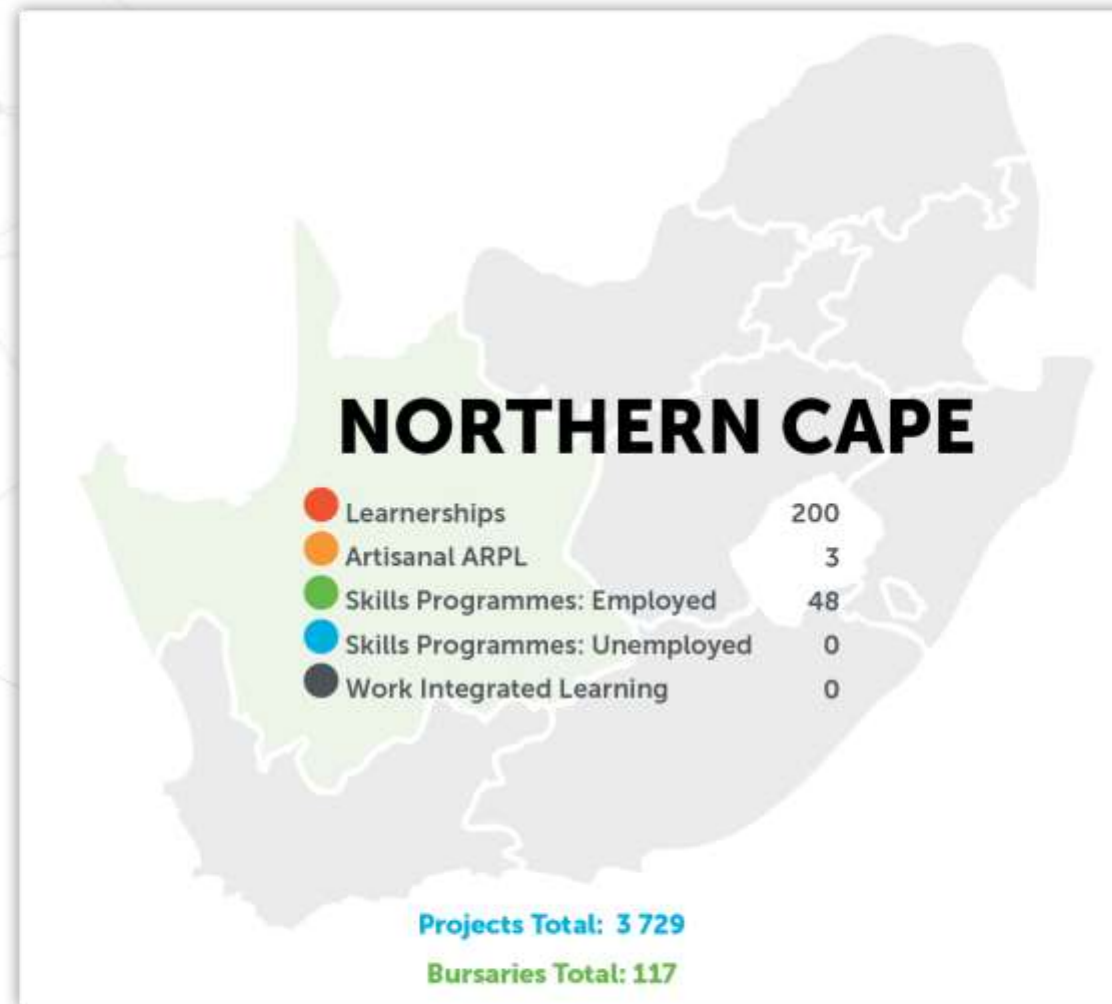 NORTHERN CAPE
Learnerships 200
Artisanal ARPL 3
Skills Programmes: Employed 48
Skills Programmes: Unemployed 0
Work Integrated Learning 0
Projects Total: 3 729
Bursaries Total: 117